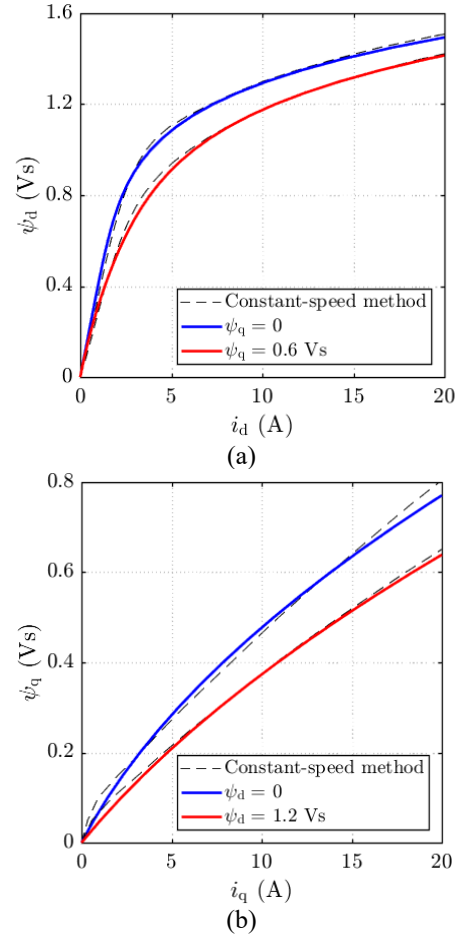 1.6
1.2
0.8
0.4
0
ψd (Vs)
Constant-speed method
ψq = 0
ψq = 0.6 Vs
0 5 10 15 20
id (A)
(a)
0.8
0.6
0.4
0.2
0
ψq (Vs)
Constant-speed method
ψd = 0
ψd = 1.2 Vs
0 5 10 15 20
iq (A)
(b)